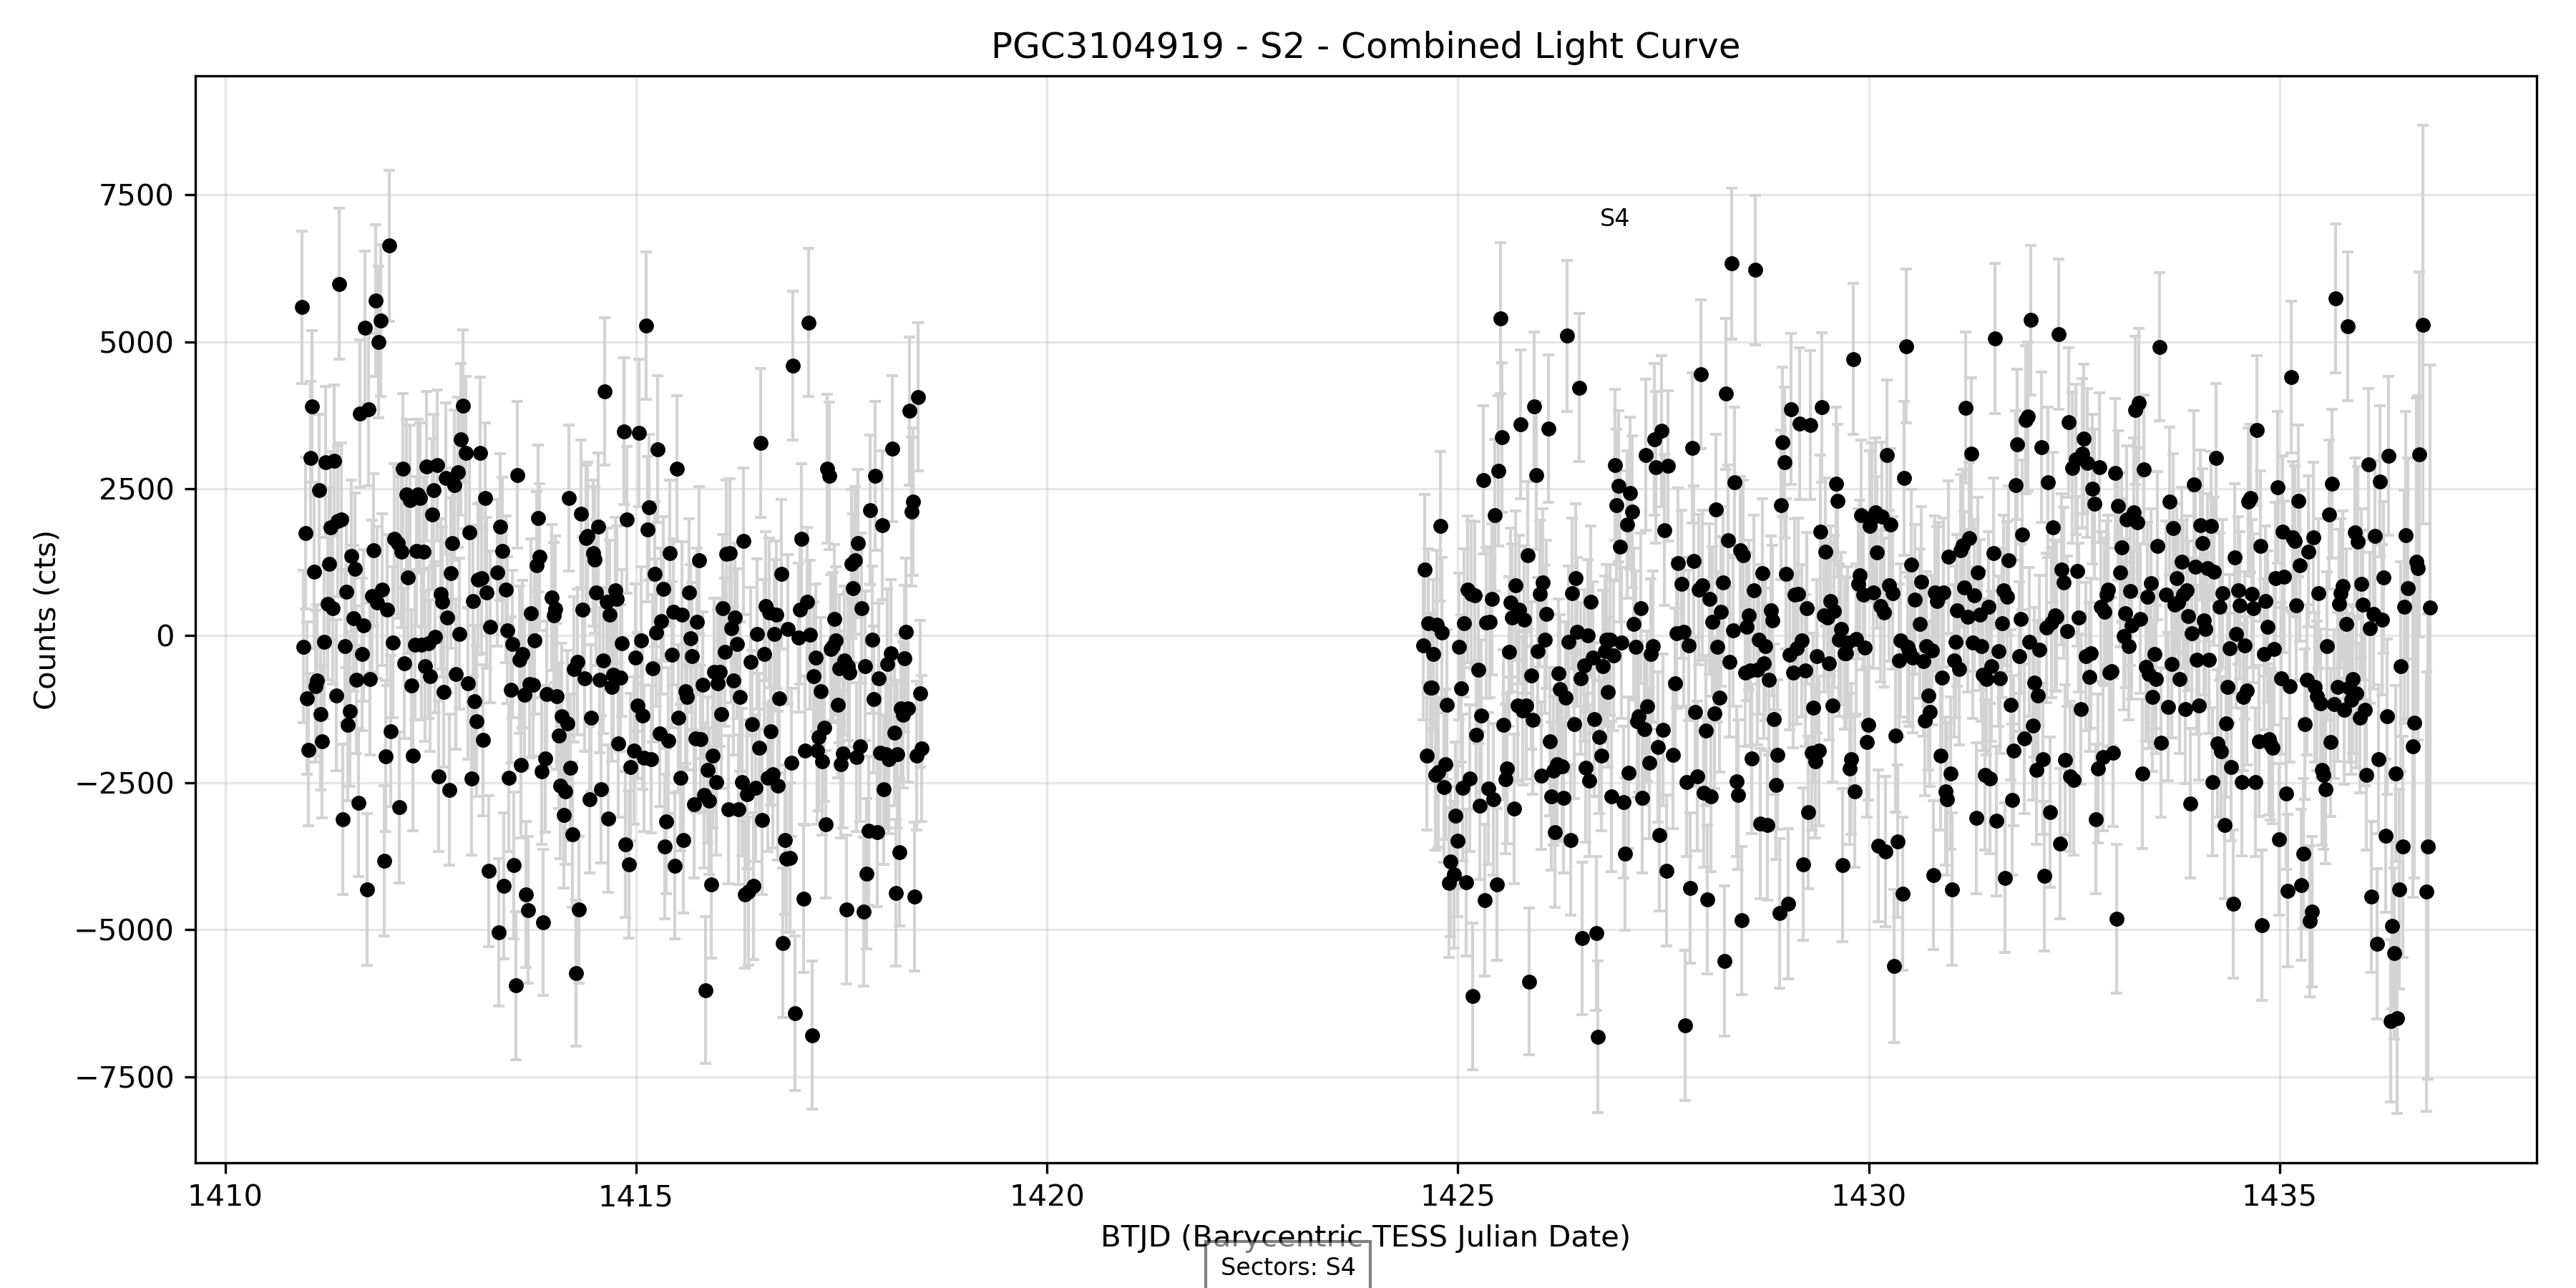 PGC3104919 - S2 - Combined Light Curve
7500
5000
2500
0
−2500
−5000
−7500
Counts (cts)
S4
1410
1415
1420
1425
1430
1435
BTJD (Barycentric TESS Julian Date)
Sectors: S4